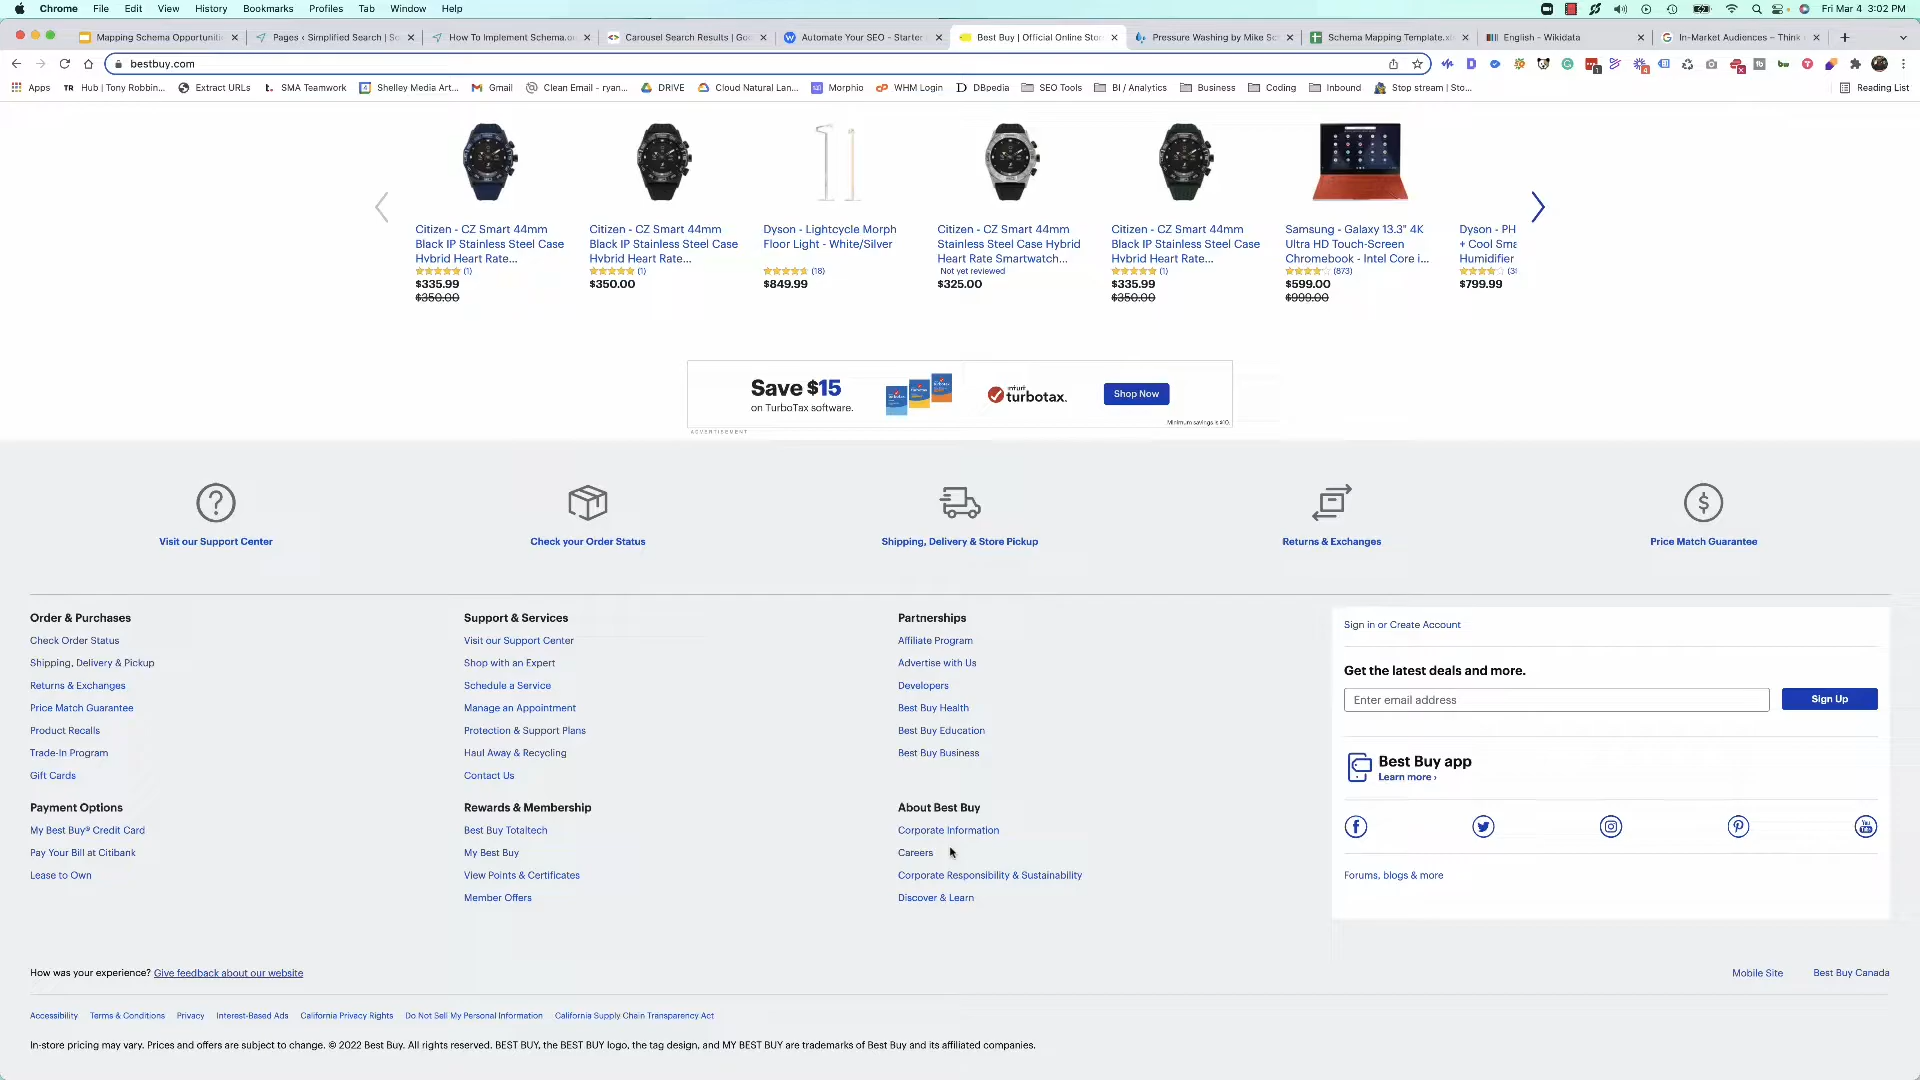 Chrome File Edit View History Bookmarks Profiles Tab Window Help Fri Mar 4 3:02 PM
Mapping Schema Opportuniti Pages ‹ Simplified Search | Sc How To Implement Schema.o Carousel Search Results | Goo Automate Your SEO - Starter Best Buy | Official Online Stor Pressure Washing by Mike Sc Schema Mapping Template.xl English - Wikidata In-Market Audiences – Think
bestbuy.com
Apps TR Hub | Tony Robbin... Extract URLs t. SMA Teamwork Shelley Media Art... Gmail Clean Email - ryan... DRIVE Cloud Natural Lan... Morphio WHM Login DBpedia SEO Tools BI / Analytics Business Coding Inbound Stop stream | Sto... Reading List
Citizen - CZ Smart 44mm
Black IP Stainless Steel Case
Hybrid Heart Rate...
(1)
$335.99
$350.00
Citizen - CZ Smart 44mm
Black IP Stainless Steel Case
Hybrid Heart Rate...
(1)
$350.00
Dyson - Lightcycle Morph
Floor Light - White/Silver
(18)
$849.99
Citizen - CZ Smart 44mm
Stainless Steel Case Hybrid
Heart Rate Smartwatch...
Not yet reviewed
$325.00
Citizen - CZ Smart 44mm
Black IP Stainless Steel Case
Hybrid Heart Rate...
(1)
$335.99
$350.00
Samsung - Galaxy 13.3" 4K
Ultra HD Touch-Screen
Chromebook - Intel Core i...
(873)
$599.00
$999.00
Dyson - PH
+ Cool Sma
Humidifier
$799.99
Save $15
on TurboTax software.
intuit
turbotax.
Shop Now
Minimum savings is $10.
ADVERTISEMENT
Visit our Support Center
Check your Order Status
Shipping, Delivery & Store Pickup
Returns & Exchanges
Price Match Guarantee
Order & Purchases
Check Order Status
Shipping, Delivery & Pickup
Returns & Exchanges
Price Match Guarantee
Product Recalls
Trade-In Program
Gift Cards
Support & Services
Visit our Support Center
Shop with an Expert
Schedule a Service
Manage an Appointment
Protection & Support Plans
Haul Away & Recycling
Contact Us
Partnerships
Affiliate Program
Advertise with Us
Developers
Best Buy Health
Best Buy Education
Best Buy Business
Payment Options
My Best Buy® Credit Card
Pay Your Bill at Citibank
Lease to Own
Rewards & Membership
Best Buy Totaltech
My Best Buy
View Points & Certificates
Member Offers
About Best Buy
Corporate Information
Careers
Corporate Responsibility & Sustainability
Discover & Learn
Sign in or Create Account
Get the latest deals and more.
Enter email address
Sign Up
Best Buy app
Learn more ›
Forums, blogs & more
How was your experience? Give feedback about our website
Mobile Site Best Buy Canada
Accessibility Terms & Conditions Privacy Interest-Based Ads California Privacy Rights Do Not Sell My Personal Information California Supply Chain Transparency Act
In-store pricing may vary. Prices and offers are subject to change. © 2022 Best Buy. All rights reserved. BEST BUY, the BEST BUY logo, the tag design, and MY BEST BUY are trademarks of Best Buy and its affiliated companies.